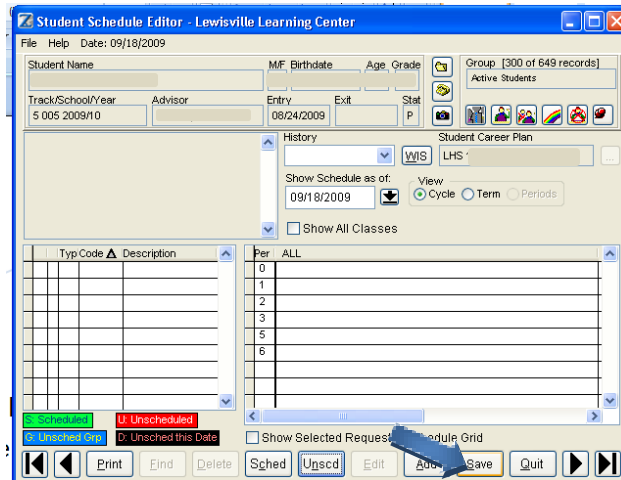 Student Schedule Editor - Lewisville Learning Center
File Help Date: 09/18/2009
Student Name M/F Birthdate Age Grade Group [300 of 649 records]
Active Students
Track/School/Year Advisor Entry Exit Stat
5 005 2009/10 08/24/2009 P
History Student Career Plan
WIS LHS
Show Schedule as of: View
09/18/2009 Cycle Term Periods
Show All Classes
Typ Code Description Per ALL
0
1
2
3
5
6
S: Scheduled U: Unscheduled
G: Unsched Grp D: Unsched this Date Show Selected Request Grid
Print Find Delete Sched Unscd Edit Add Save Quit